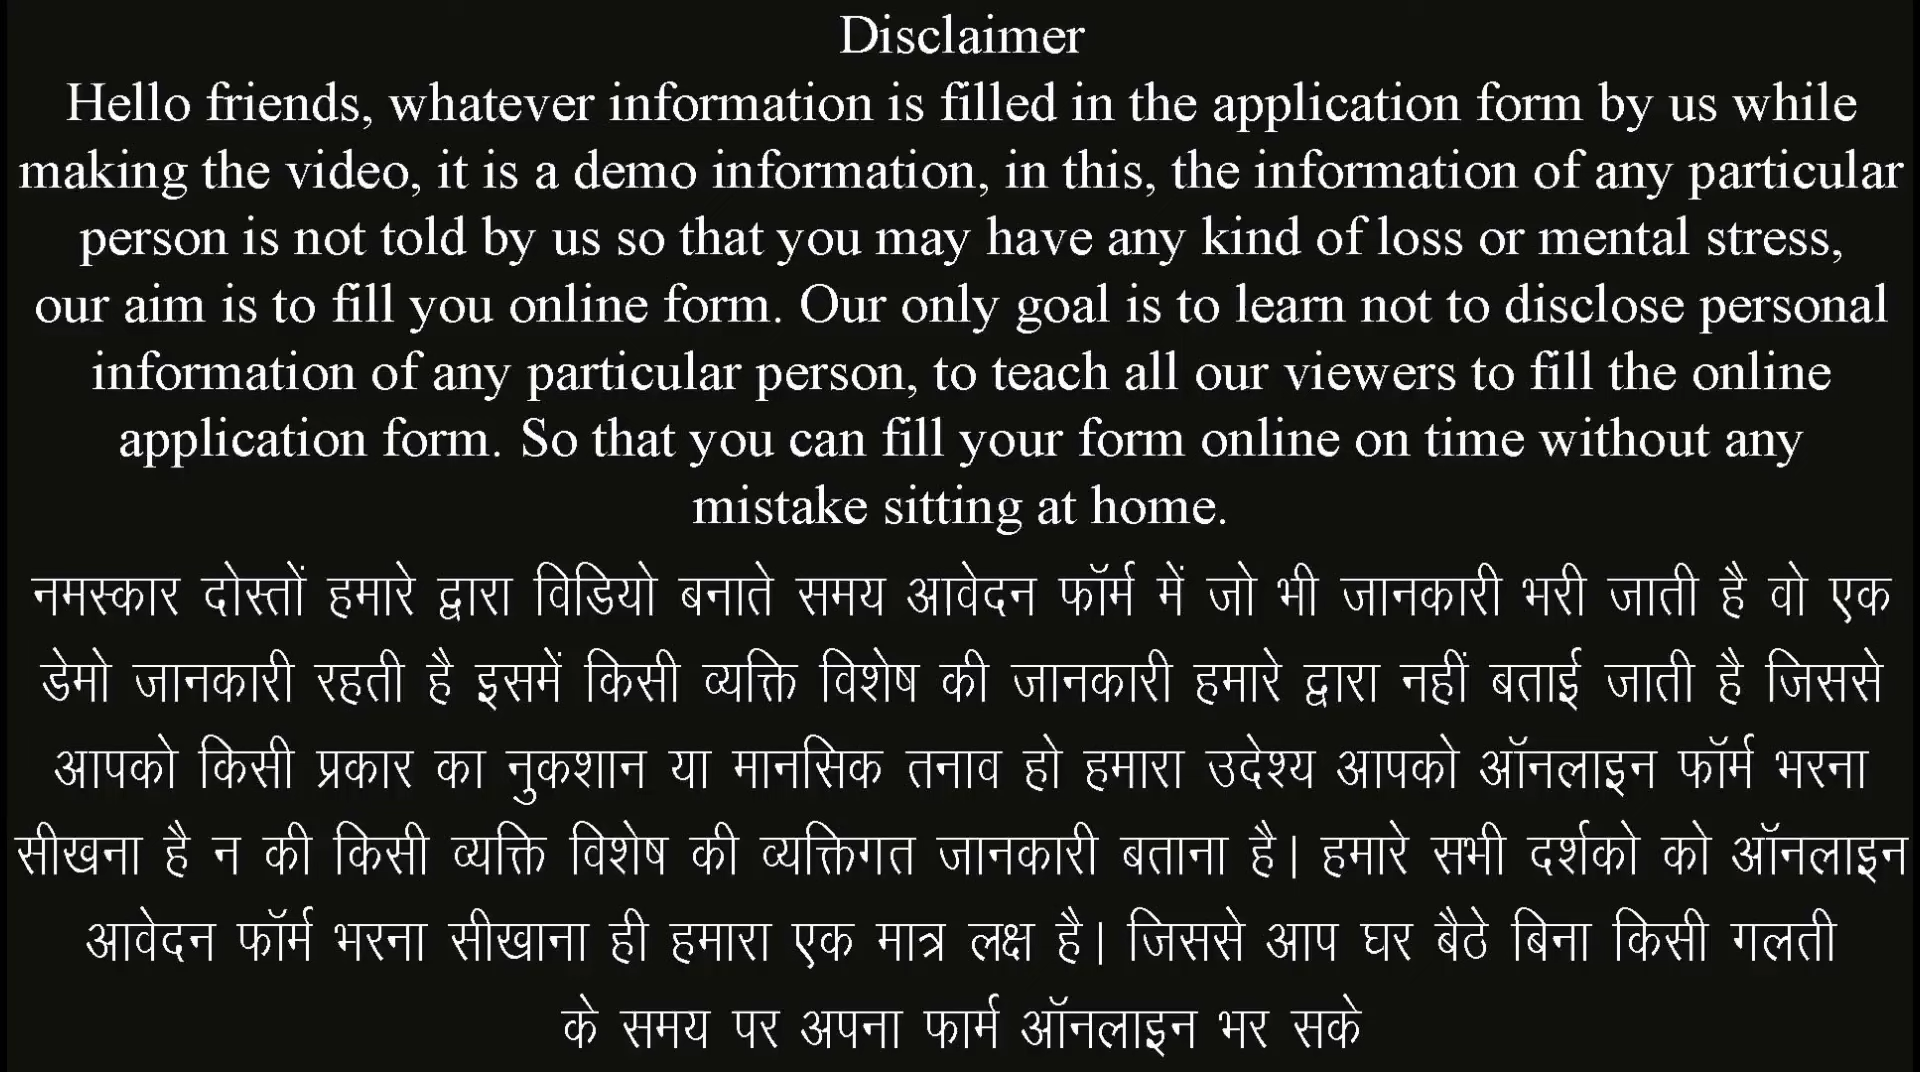 Disclaimer
Hello friends, whatever information is filled in the application form by us while
making the video, it is a demo information, in this, the information of any particular
person is not told by us so that you may have any kind of loss or mental stress,
our aim is to fill you online form. Our only goal is to learn not to disclose personal
information of any particular person, to teach all our viewers to fill the online
application form. So that you can fill your form online on time without any
mistake sitting at home.
नमस्कार दोस्तों हमारे द्वारा विडियो बनाते समय आवेदन फॉर्म में जो भी जानकारी भरी जाती है वो एक
डेमो जानकारी रहती है इसमें किसी व्यक्ति विशेष की जानकारी हमारे द्वारा नहीं बताई जाती है जिससे
आपको किसी प्रकार का नुकशान या मानसिक तनाव हो हमारा उदेश्य आपको ऑनलाइन फॉर्म भरना
सीखना है न की किसी व्यक्ति विशेष की व्यक्तिगत जानकारी बताना है| हमारे सभी दर्शको को ऑनलाइन
आवेदन फॉर्म भरना सीखाना ही हमारा एक मात्र लक्ष है| जिससे आप घर बैठे बिना किसी गलती
के समय पर अपना फार्म ऑनलाइन भर सके